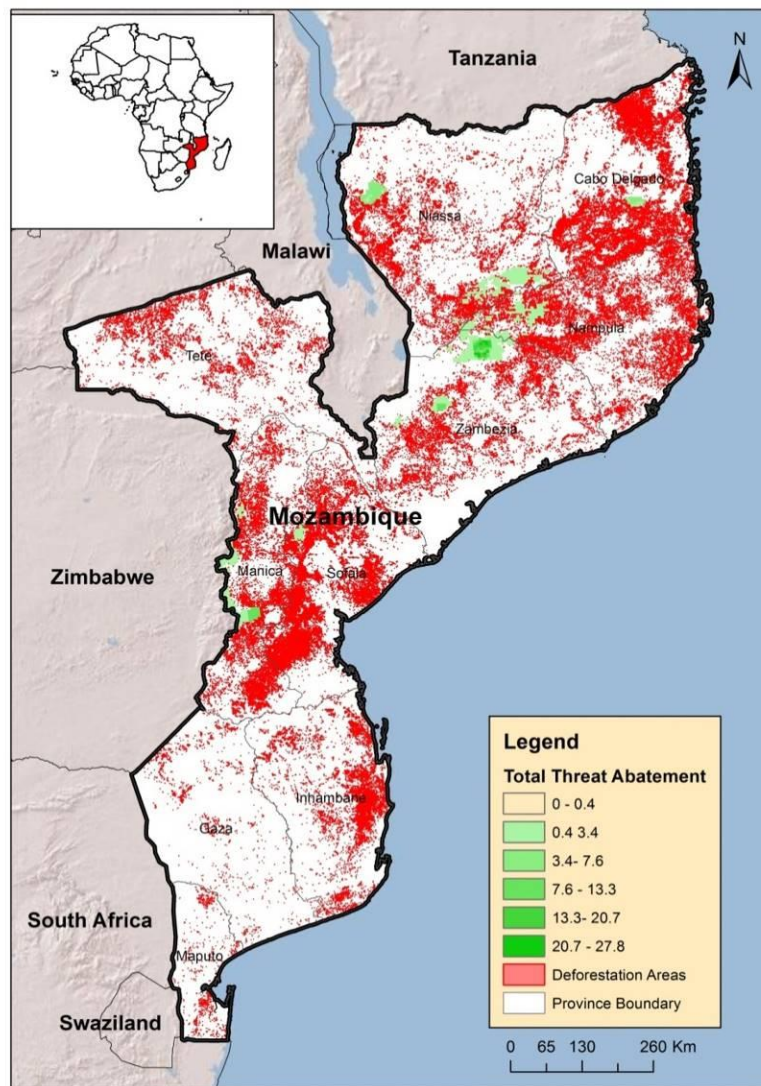 N
Tanzania
Cabo Delgado
Niassa
Malawi
Nampula
Tete
Zambezia
Mozambique
Zimbabwe
Manica
Sofala
Inhambane
Gaza
South Africa
Maputo
Swaziland
Legend
Total Threat Abatement
0 - 0.4
0.4 3.4
3.4- 7.6
7.6 - 13.3
13.3- 20.7
20.7 - 27.8
Deforestation Areas
Province Boundary
0 65 130 260 Km